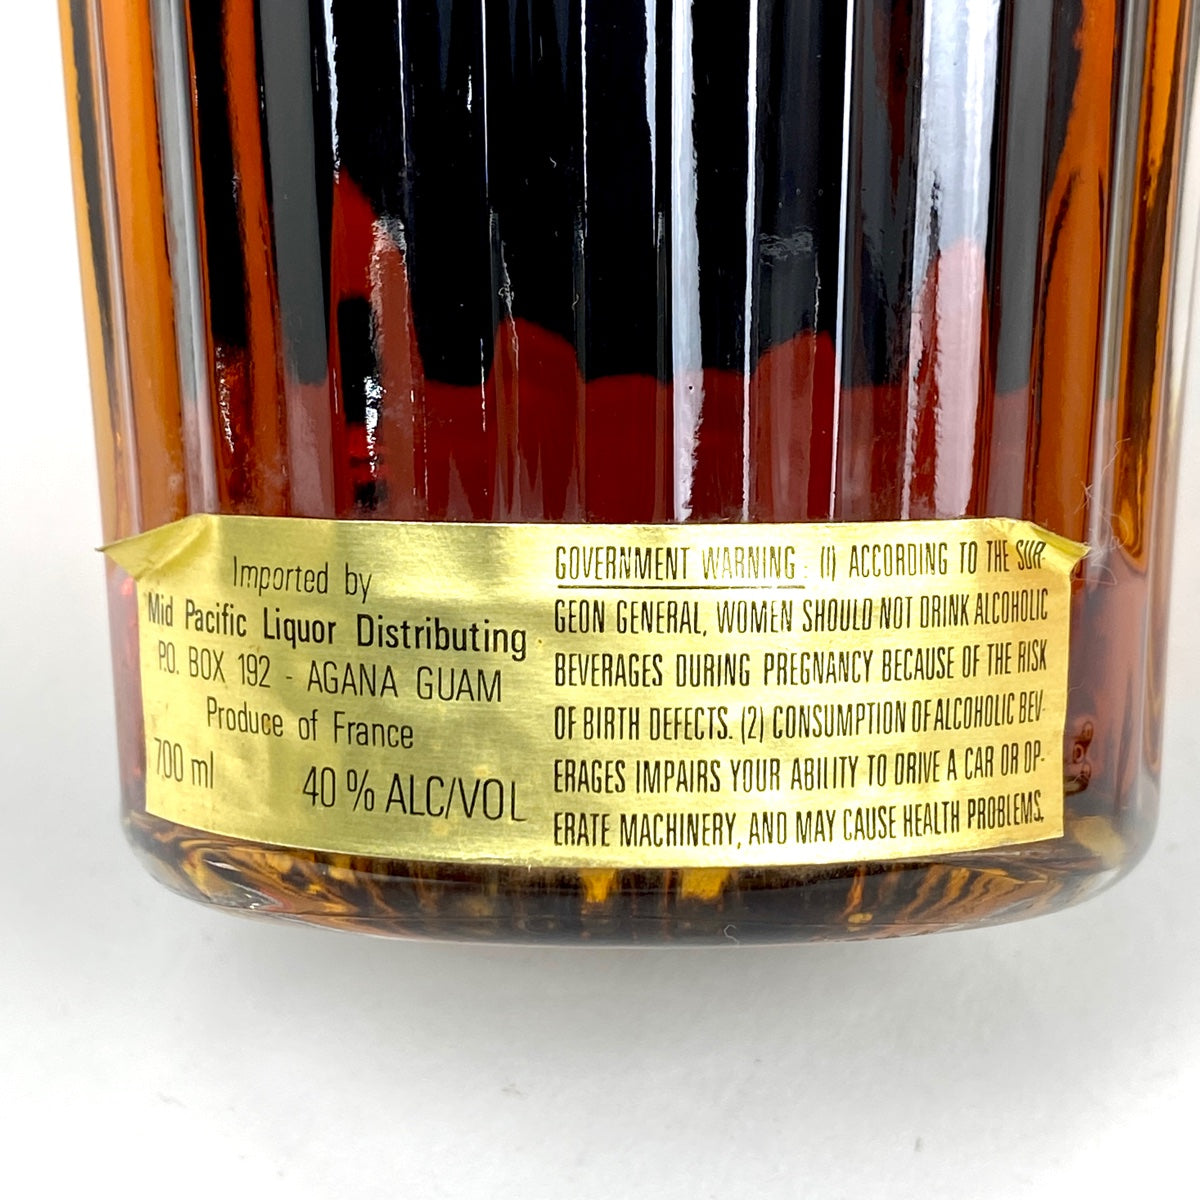 Imported by
Mid Pacific Liquor Distributing
P.O. BOX 192 - AGANA GUAM
Produce of France
700 ml 40 % ALC/VOL
GOVERNMENT WARNING : (1) ACCORDING TO THE SUR-
GEON GENERAL, WOMEN SHOULD NOT DRINK ALCOHOLIC
BEVERAGES DURING PREGNANCY BECAUSE OF THE RISK
OF BIRTH DEFECTS. (2) CONSUMPTION OF ALCOHOLIC BEV-
ERAGES IMPAIRS YOUR ABILITY TO DRIVE A CAR OR OP-
ERATE MACHINERY, AND MAY CAUSE HEALTH PROBLEMS.